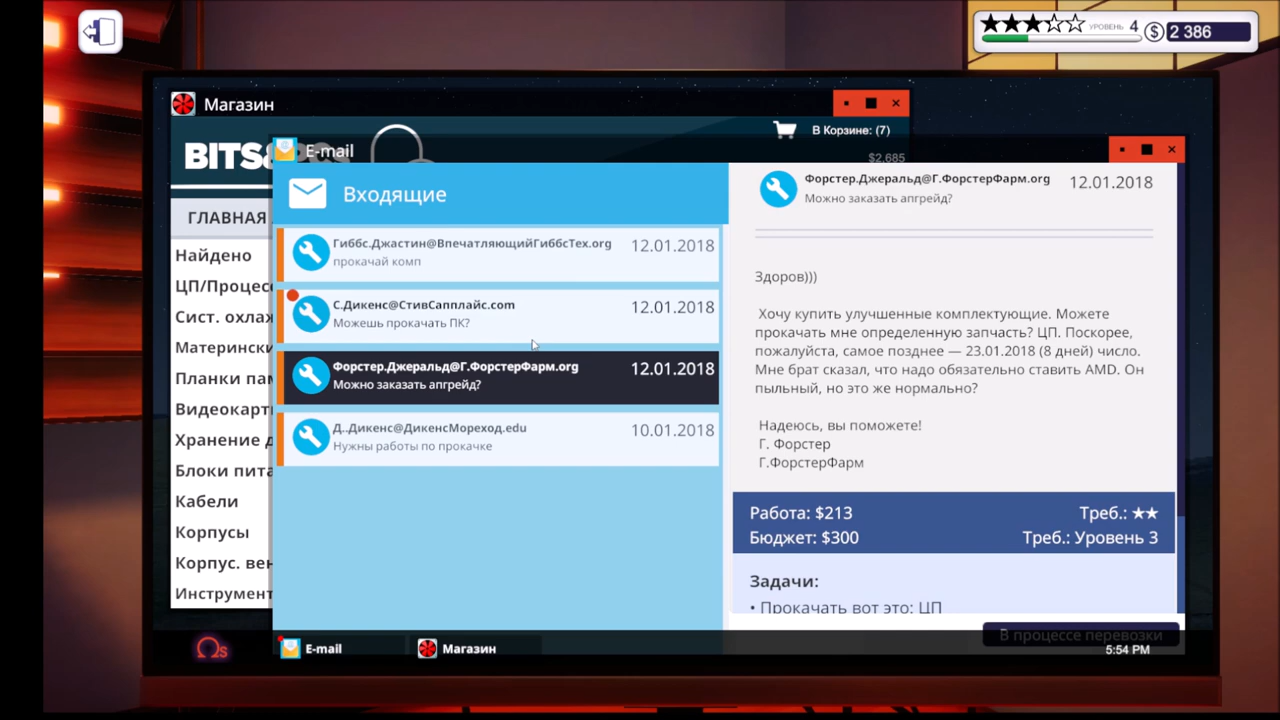 УРОВЕНЬ 4
$ 2 386
Магазин
В Корзине: (7)
$2,685
BITS&
E-mail
ГЛАВНАЯ
Найдено
ЦП/Процес
Сист. охлаж
Материнск
Планки пам
Видеокарт
Хранение д
Блоки пита
Кабели
Корпусы
Корпус. вен
Инструмент
Входящие
Гиббс.Джастин@ВпечатляющийГиббсТех.org
12.01.2018
прокачай комп
С.Дикенс@СтивСапплайс.com
12.01.2018
Можешь прокачать ПК?
Форстер.Джеральд@Г.ФорстерФарм.org
12.01.2018
Можно заказать апгрейд?
Д..Дикенс@ДикенсМореход.edu
10.01.2018
Нужны работы по прокачке
Форстер.Джеральд@Г.ФорстерФарм.org
12.01.2018
Можно заказать апгрейд?
Здоров)))
Хочу купить улучшенные комплектующие. Можете
прокачать мне определенную запчасть? ЦП. Поскорее,
пожалуйста, самое позднее — 23.01.2018 (8 дней) число.
Мне брат сказал, что надо обязательно ставить AMD. Он
пыльный, но это же нормально?
Надеюсь, вы поможете!
Г. Форстер
Г.ФорстерФарм
Работа: $213
Треб.: ★★
Бюджет: $300
Треб.: Уровень 3
Задачи:
• Прокачать вот это: ЦП
В процессе перевозки
Ωs
E-mail
Магазин
5:54 PM